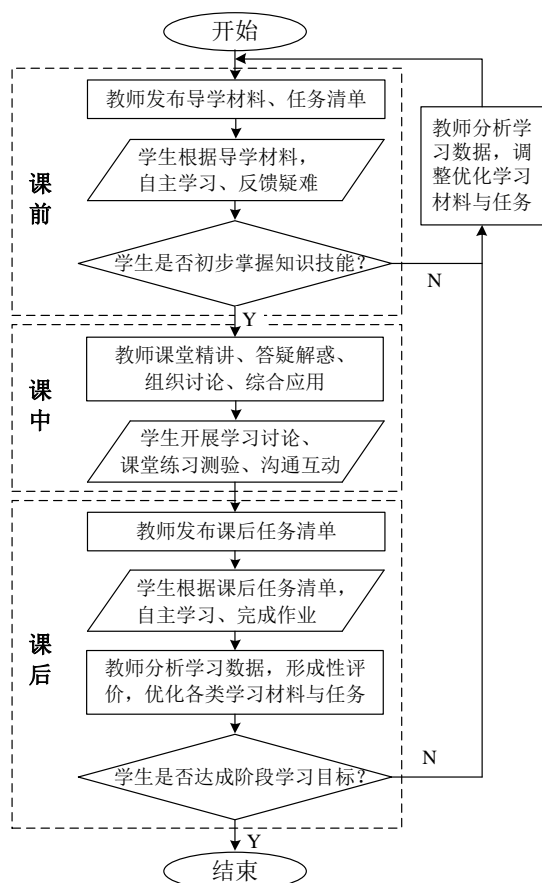 开始
教师发布导学材料、任务清单
学生根据导学材料，
自主学习、反馈疑难
学生是否初步掌握知识技能？
N
Y
课
前
教师分析学
习数据，调
整优化学习
材料与任务
教师课堂精讲、答疑解惑、
组织讨论、综合应用
学生开展学习讨论、
课堂练习测验、沟通互动
课
中
教师发布课后任务清单
学生根据课后任务清单，
自主学习、完成作业
教师分析学习数据，形成性评
价，优化各类学习材料与任务
学生是否达成阶段学习目标？
N
Y
课
后
结束